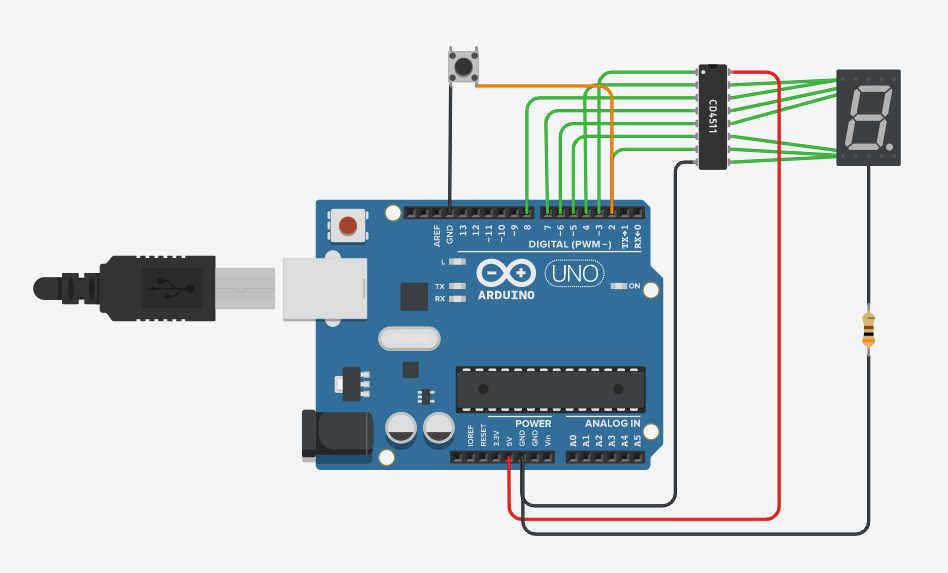 CD4511
AREF
GND
13
12
~11
~10
~9
8
7
~6
~5
4
~3
2
TX→1
RX←0
DIGITAL (PWM~)
L
TX
RX
UNO
ON
ARDUINO
POWER
ANALOG IN
IOREF
RESET
3.3V
5V
GND
GND
Vin
A0
A1
A2
A3
A4
A5